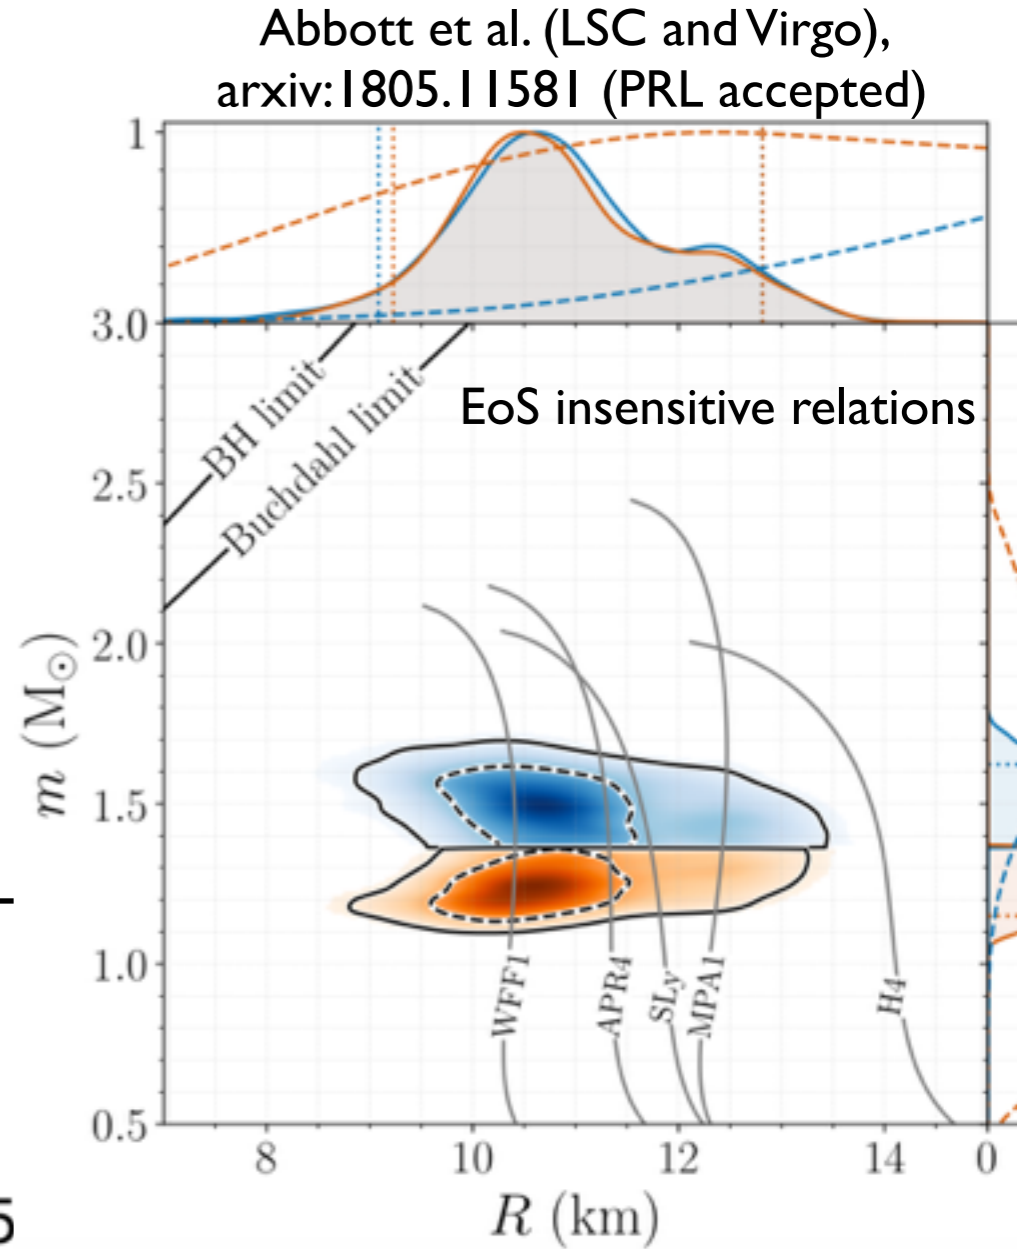 Abbott et al. (LSC and Virgo),
arxiv:1805.11581 (PRL accepted)
1
3.0
BH limit
Buchdahl limit
EoS insensitive relations
2.5
2.0
1.5
1.0
0.5
m (M⊙)
WFF1
APR4
SLy
MPA1
H4
8 10 12 14 0
R (km)
5